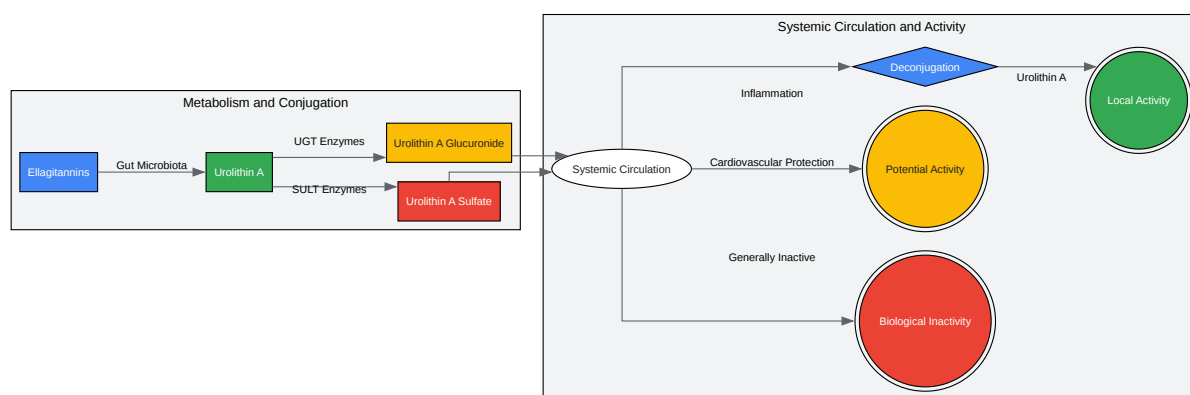 Systemic Circulation and Activity
Deconjugation
Urolithin A
Local Activity
Inflammation
Metabolism and Conjugation
UGT Enzymes
Urolithin A Glucuronide
Gut Microbiota
Ellagitannins
Urolithin A
SULT Enzymes
Urolithin A Sulfate
Systemic Circulation
Cardiovascular Protection
Potential Activity
Generally Inactive
Biological Inactivity